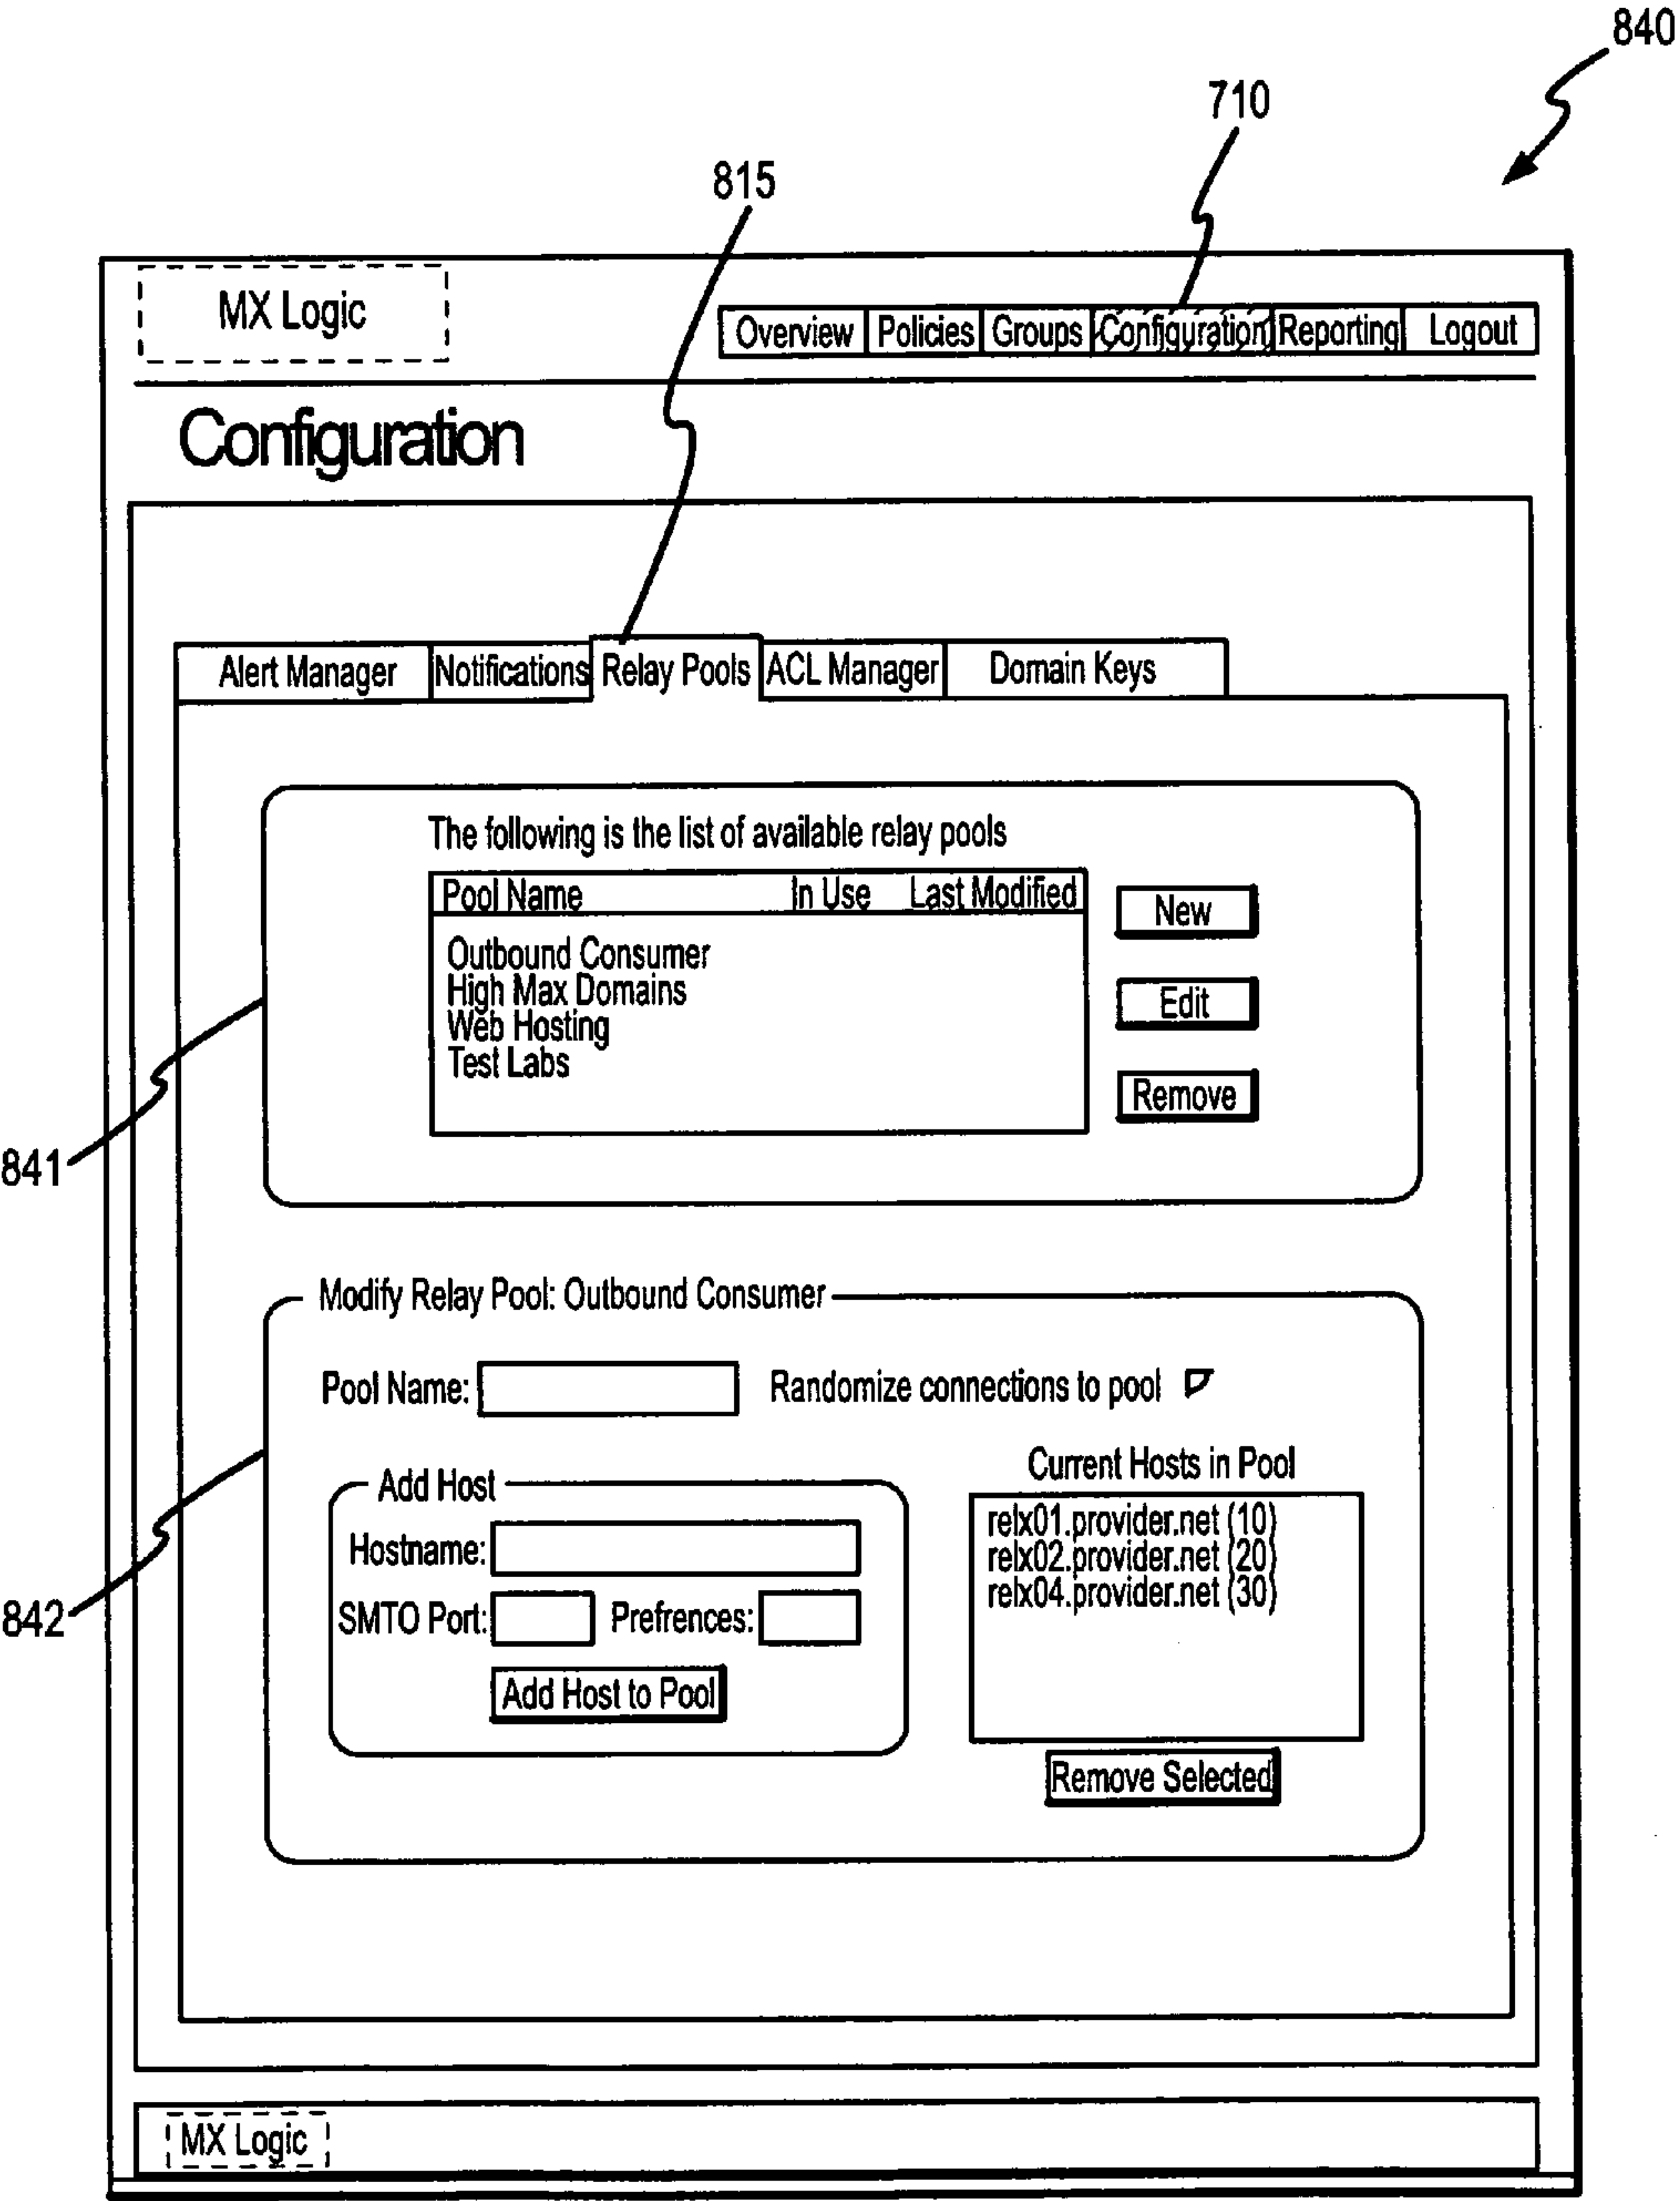 840
710
815
MX Logic
Overview Policies Groups Configuration Reporting Logout
Configuration
Alert Manager Notifications Relay Pools ACL Manager Domain Keys
The following is the list of available relay pools
Pool Name In Use Last Modified
New
Outbound Consumer
High Max Domains
Edit
Web Hosting
Test Labs
Remove
841
Modify Relay Pool: Outbound Consumer
Pool Name: Randomize connections to pool
Current Hosts in Pool
Add Host
relx01.provider.net (10)
Hostname:
relx02.provider.net (20)
relx04.provider.net (30)
842
SMTO Port: Prefrences:
Add Host to Pool
Remove Selected
MX Logic